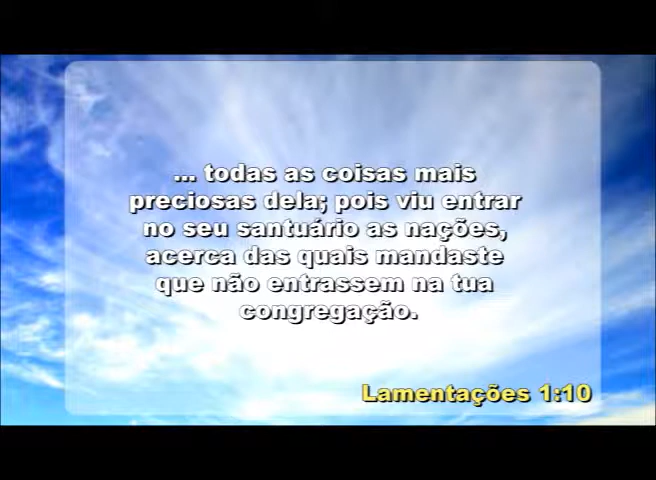 ... todas as coisas mais
preciosas dela; pois viu entrar
no seu santuário as nações,
acerca das quais mandaste
que não entrassem na tua
congregação.
Lamentações 1:10